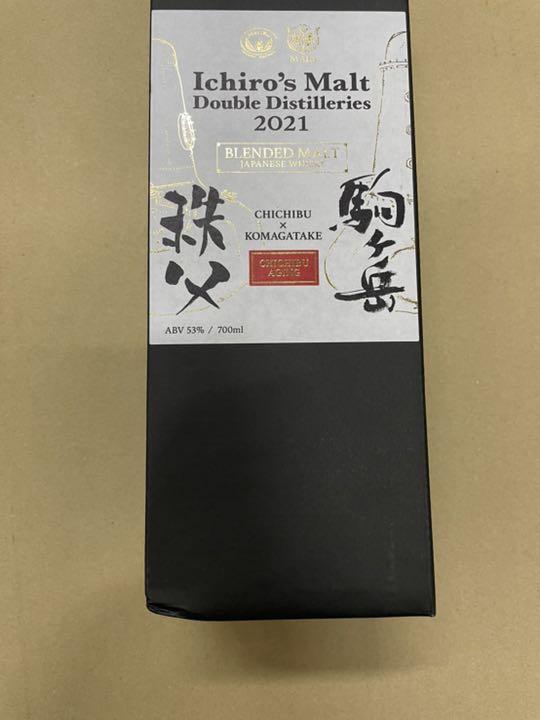 MARS
Ichiro's Malt
Double Distilleries
2021
BLENDED MALT
JAPANESE WHISKY
秩父
CHICHIBU
×
KOMAGATAKE
駒ヶ岳
CHICHIBU
AGING
ABV 53% / 700ml